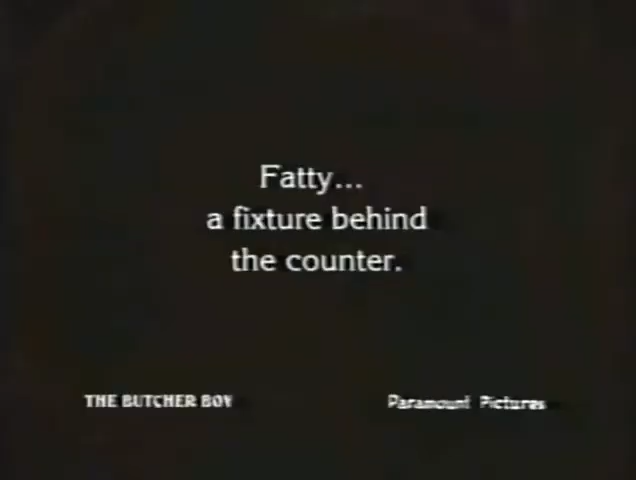 Fatty...
a fixture behind
the counter.
THE BUTCHER BOY
Paramount Pictures